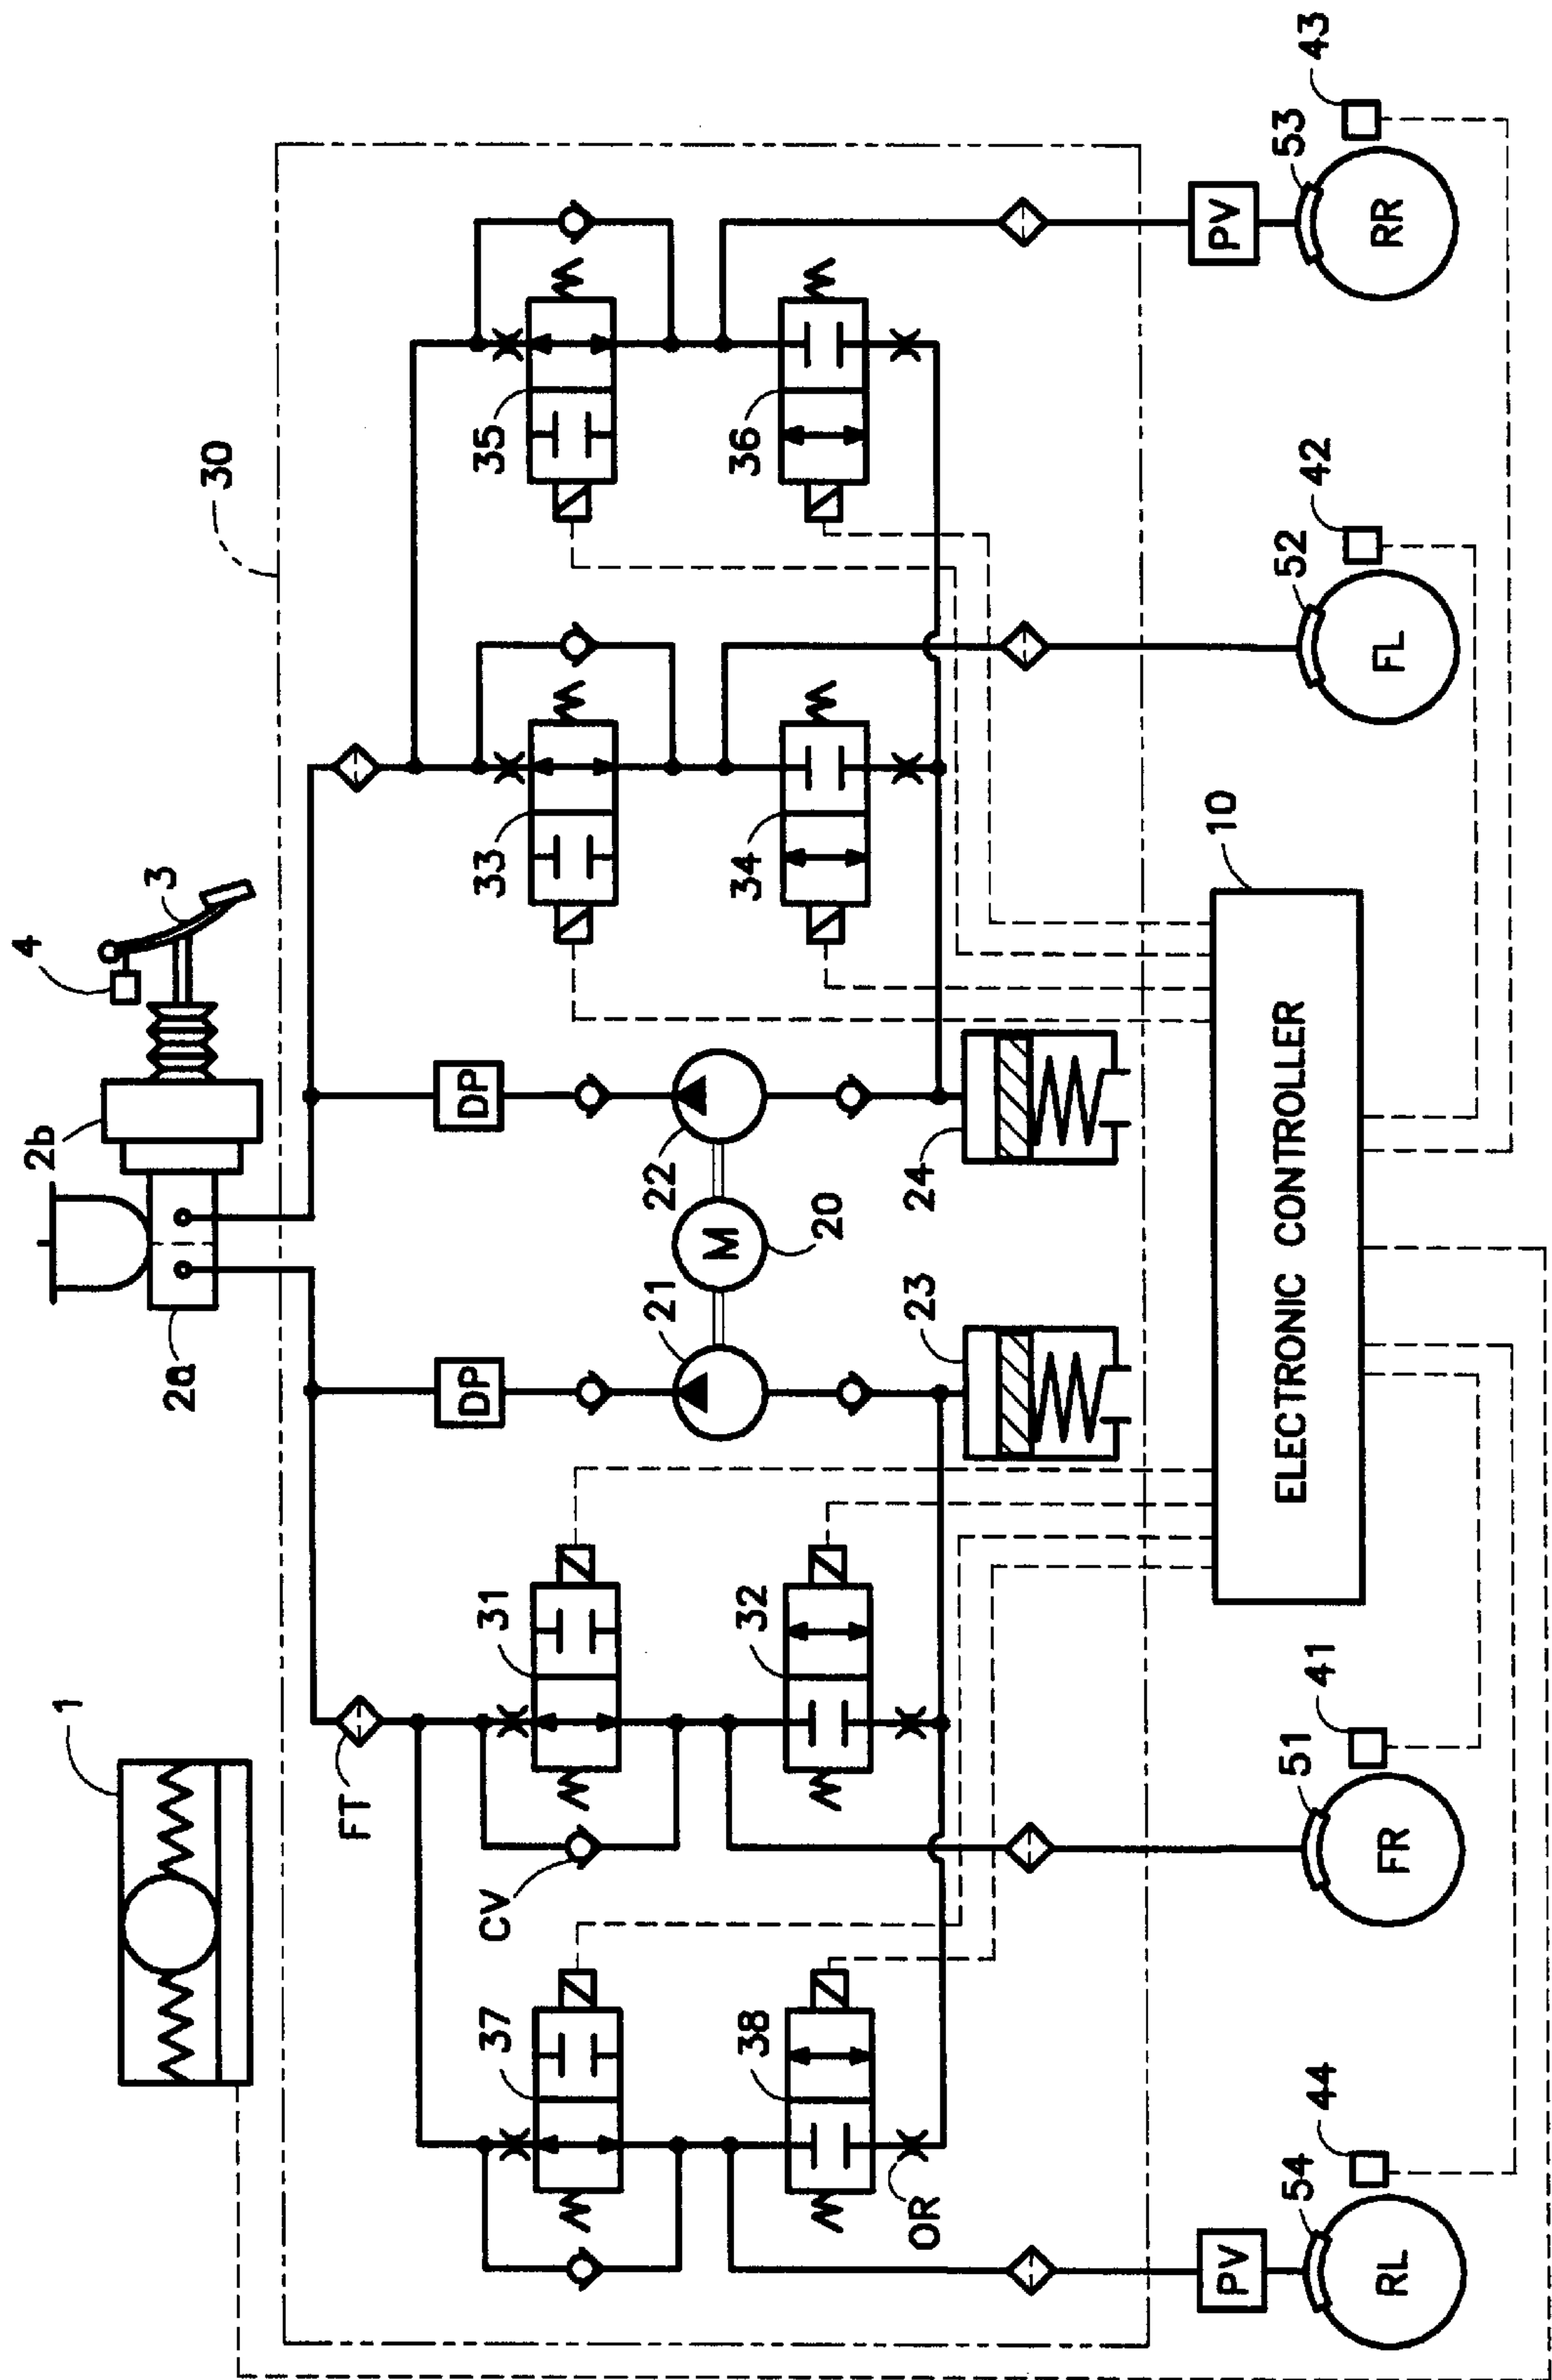 4
2b
1
3
2a
30
FT
DP
DP
37
31
33
35
CV
21
22
M
38
32
34
36
20
OR
23
24
10
PV
PV
ELECTRONIC CONTROLLER
54
44
51
41
52
42
53
43
RL
FR
FL
RR